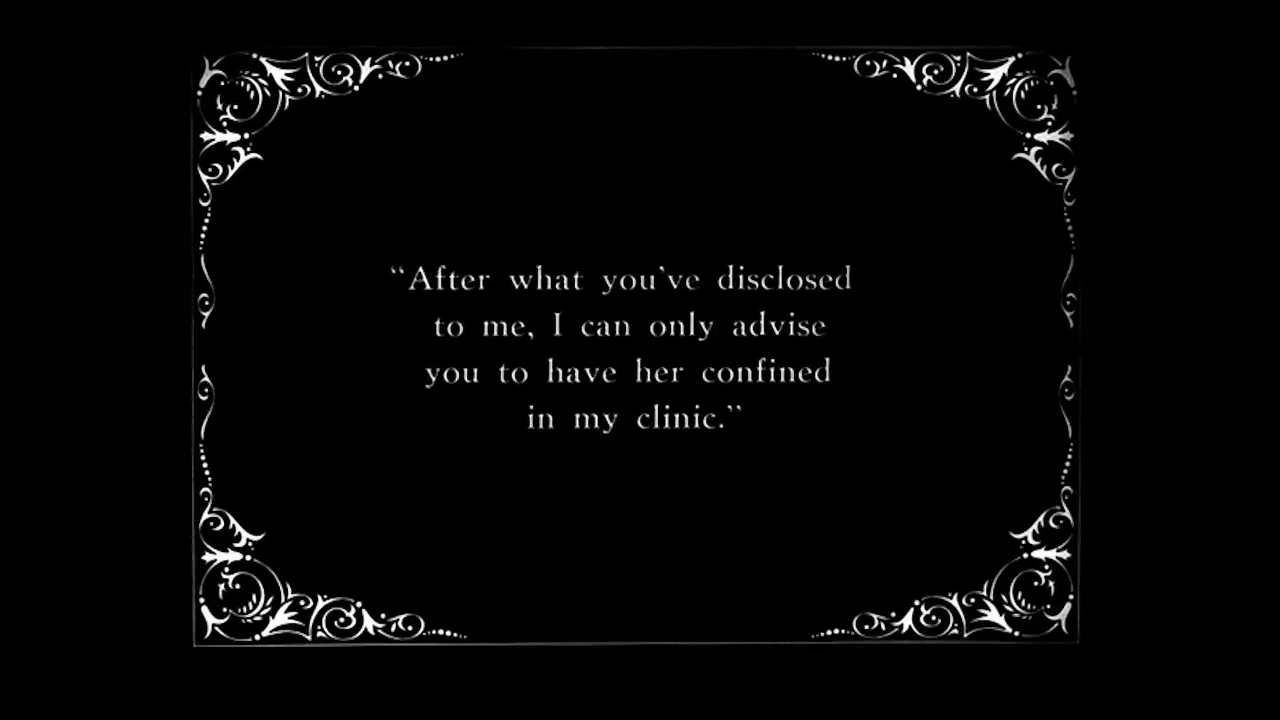 “After what you’ve disclosed
to me, I can only advise
you to have her confined
in my clinic.”